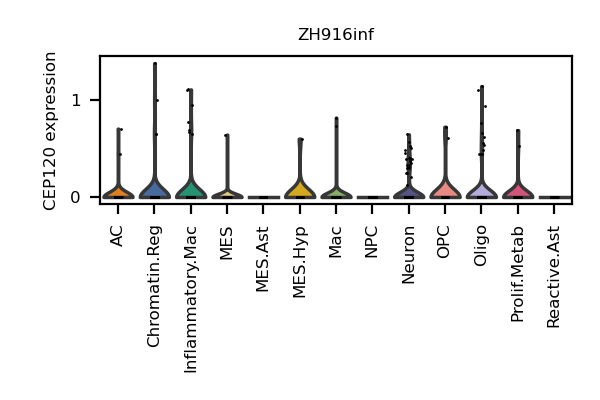 ZH916inf
CEP120 expression
1
0
AC
Chromatin.Reg
Inflammatory.Mac
MES
MES.Ast
MES.Hyp
Mac
NPC
Neuron
OPC
Oligo
Prolif.Metab
Reactive.Ast